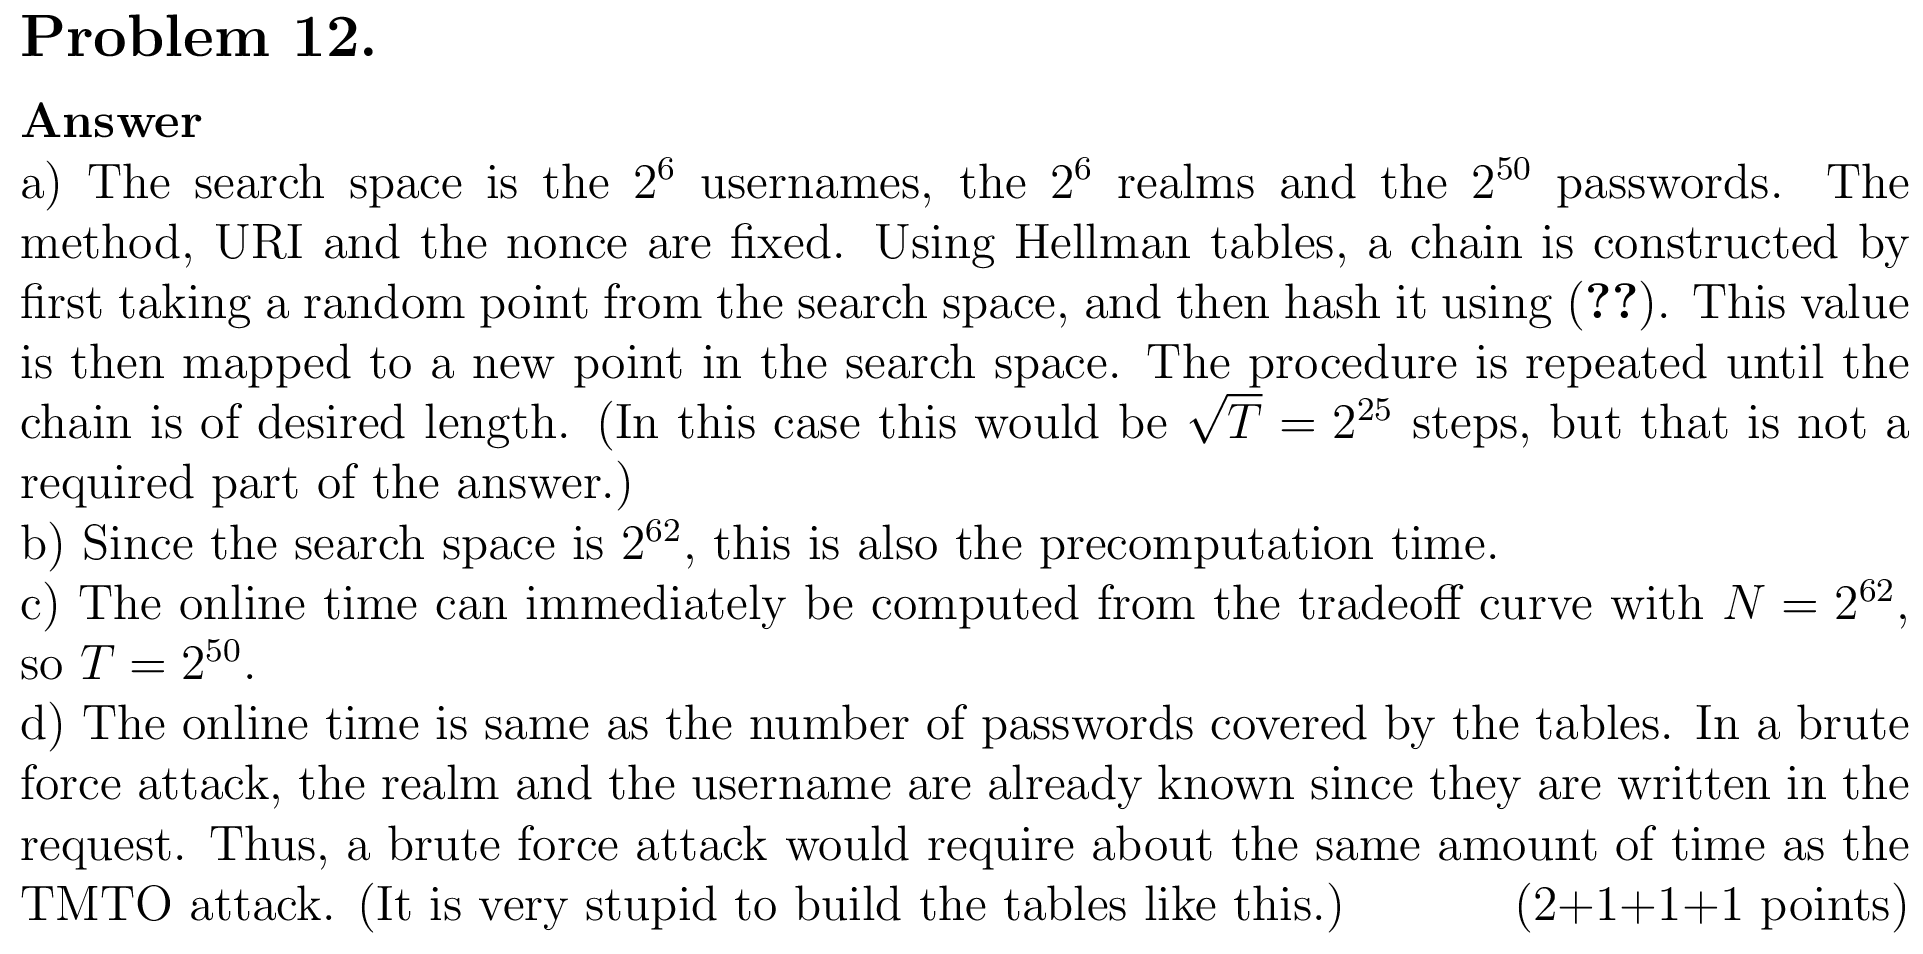 Problem 12.
Answer
a) The search space is the 2^6 usernames, the 2^6 realms and the 2^50 passwords. The
method, URI and the nonce are fixed. Using Hellman tables, a chain is constructed by
first taking a random point from the search space, and then hash it using (??). This value
is then mapped to a new point in the search space. The procedure is repeated until the
chain is of desired length. (In this case this would be √T = 2^25 steps, but that is not a
required part of the answer.)
b) Since the search space is 2^62, this is also the precomputation time.
c) The online time can immediately be computed from the tradeoff curve with N = 2^62,
so T = 2^50.
d) The online time is same as the number of passwords covered by the tables. In a brute
force attack, the realm and the username are already known since they are written in the
request. Thus, a brute force attack would require about the same amount of time as the
TMTO attack. (It is very stupid to build the tables like this.) (2+1+1+1 points)